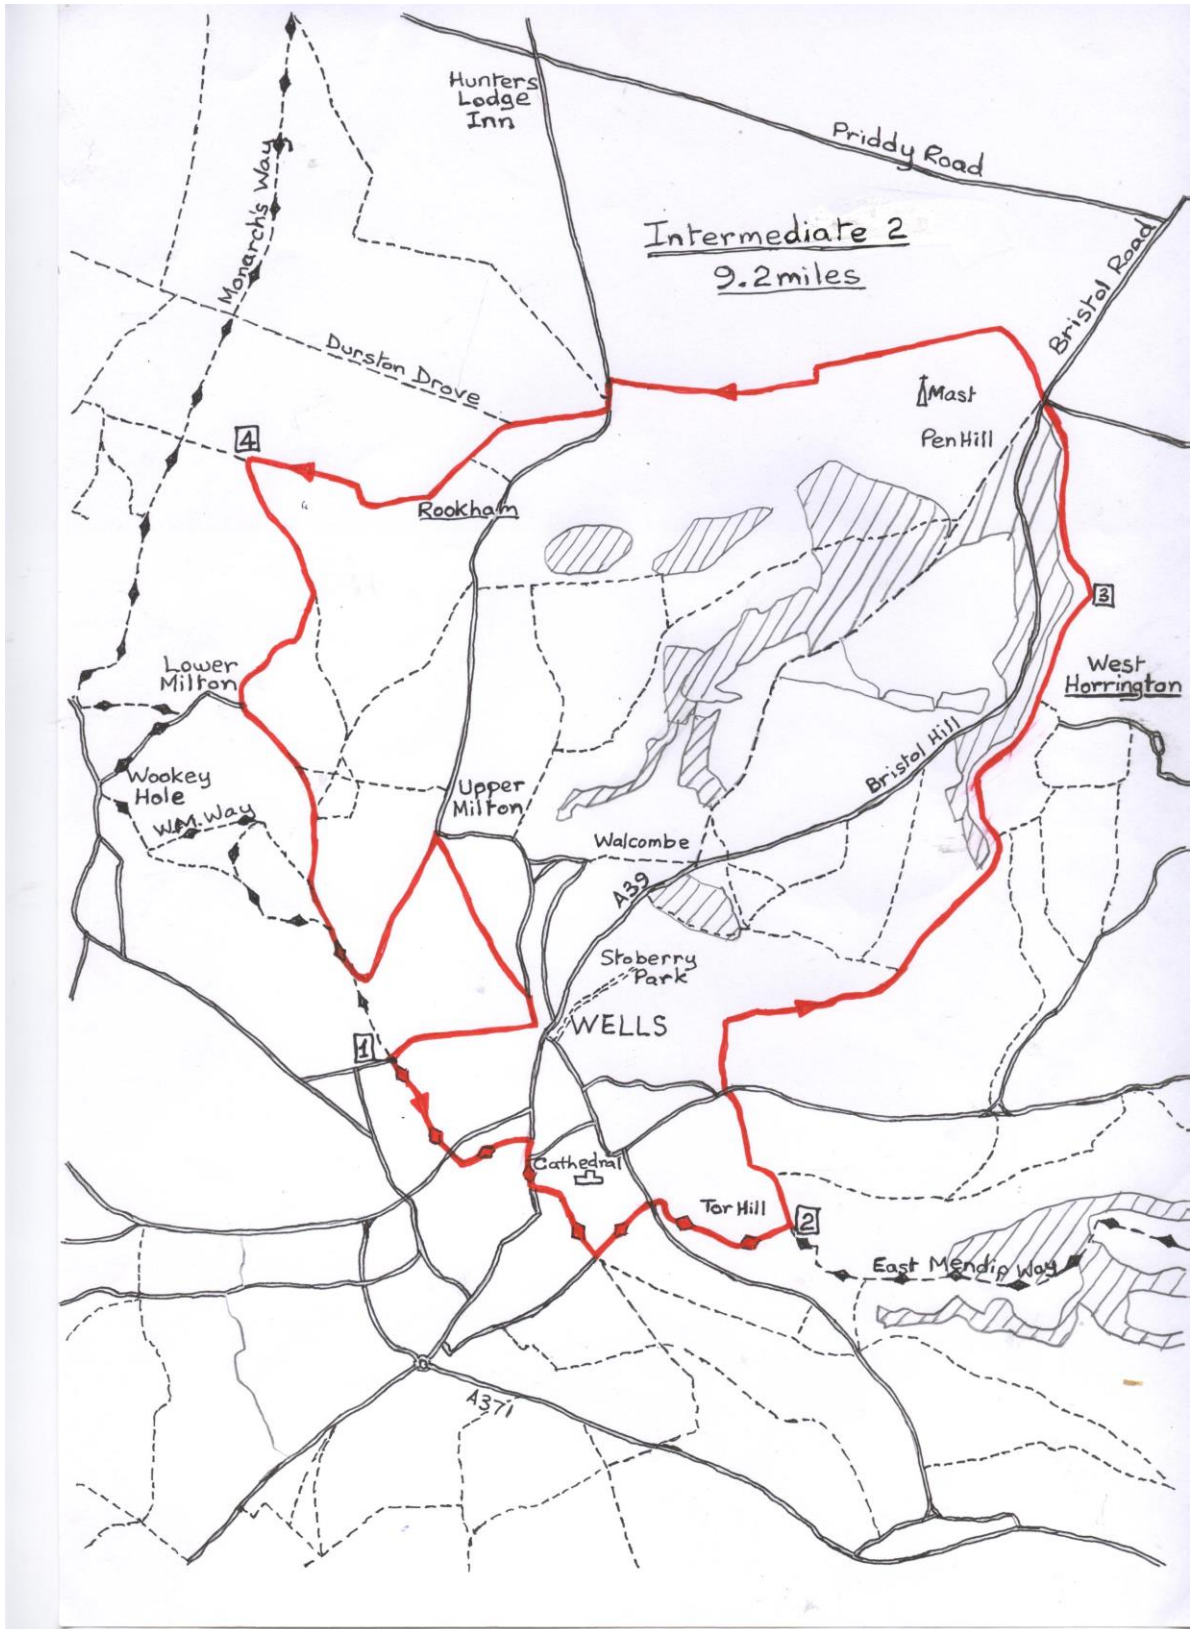 Hunters
Lodge
Inn
Priddy Road
Monarch's Way
Intermediate 2
9.2miles
Bristol Road
Durston Drove
Mast
PenHill
4
Rookham
3
Lower
Milton
West
Horrington
Bristol Hill
Wookey
Hole
Upper
Milton
W.M. Way
Walcombe
A39
Stoberry
Park
WELLS
1
Cathedral
Tor Hill
2
East Mendip Way
A371